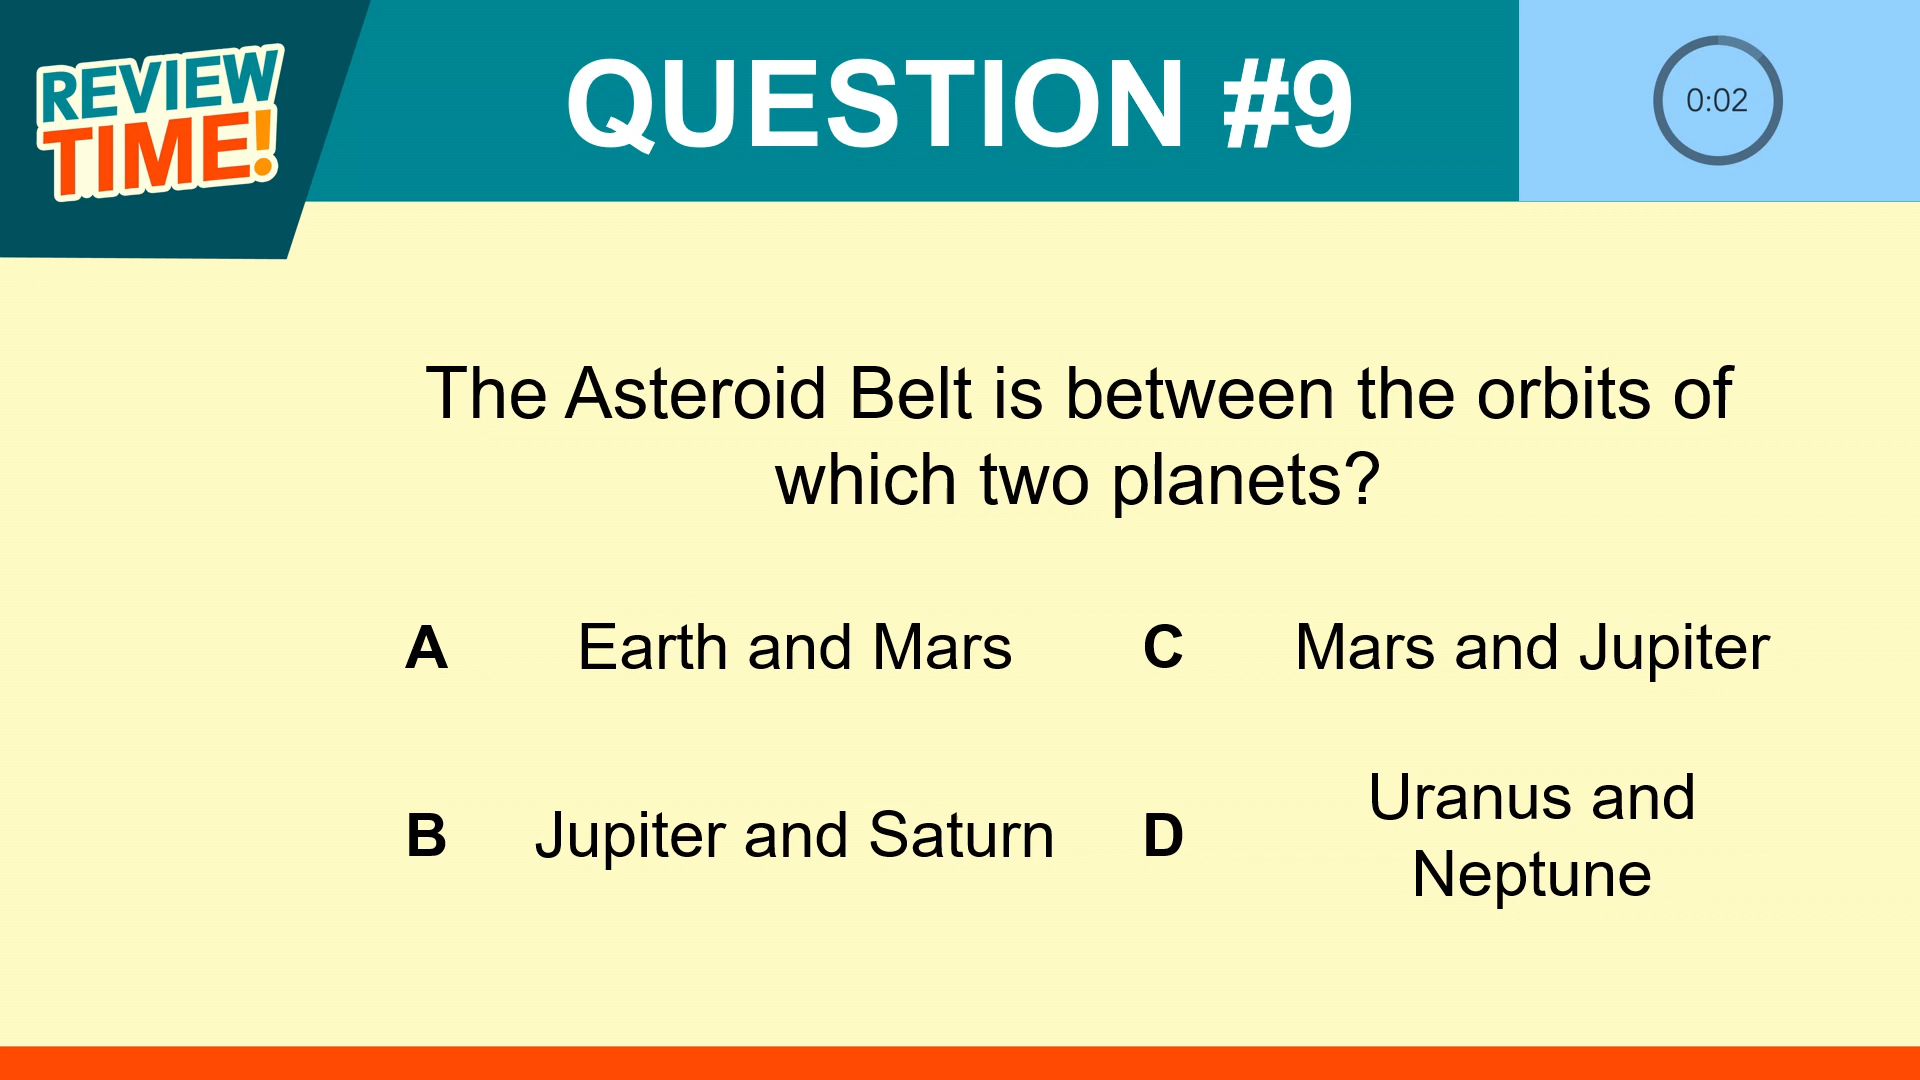 REVIEW
TIME!
QUESTION #9
0:02
The Asteroid Belt is between the orbits of
which two planets?
A Earth and Mars
C Mars and Jupiter
B Jupiter and Saturn
D Uranus and
Neptune